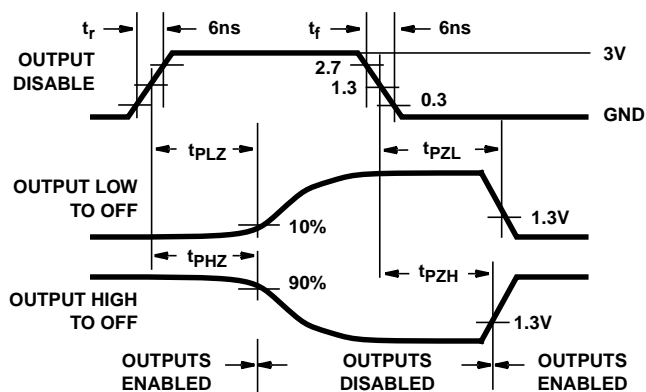 tr 6ns tf 6ns
OUTPUT
DISABLE
2.7
1.3
0.3
3V
GND
tPLZ tPZL
OUTPUT LOW
TO OFF
10%
1.3V
tPHZ tPZH
90%
OUTPUT HIGH
TO OFF
1.3V
OUTPUTS
ENABLED
OUTPUTS
DISABLED
OUTPUTS
ENABLED